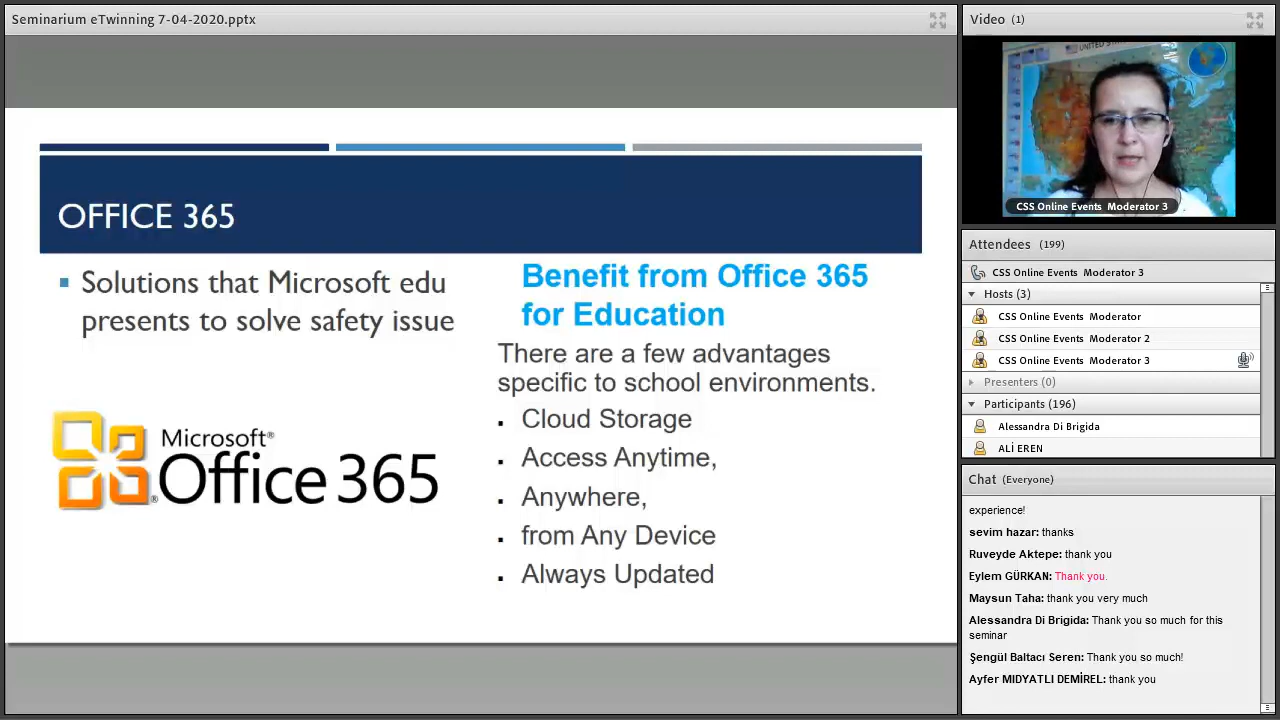 Seminarium eTwinning 7-04-2020.pptx
OFFICE 365
Solutions that Microsoft edu
presents to solve safety issue
Microsoft®
Office 365
Benefit from Office 365
for Education
There are a few advantages
specific to school environments.
Cloud Storage
Access Anytime,
Anywhere,
from Any Device
Always Updated
Video (1)
UNITED STATES
CSS Online Events Moderator 3
Attendees (199)
CSS Online Events Moderator 3
Hosts (3)
CSS Online Events Moderator
CSS Online Events Moderator 2
CSS Online Events Moderator 3
Presenters (0)
Participants (196)
Alessandra Di Brigida
ALİ EREN
Chat (Everyone)
experience!
sevim hazar: thanks
Ruveyde Aktepe: thank you
Eylem GÜRKAN: Thank you.
Maysun Taha: thank you very much
Alessandra Di Brigida: Thank you so much for this
seminar
Şengül Baltacı Seren: Thank you so much!
Ayfer MIDYATLI DEMİREL: thank you